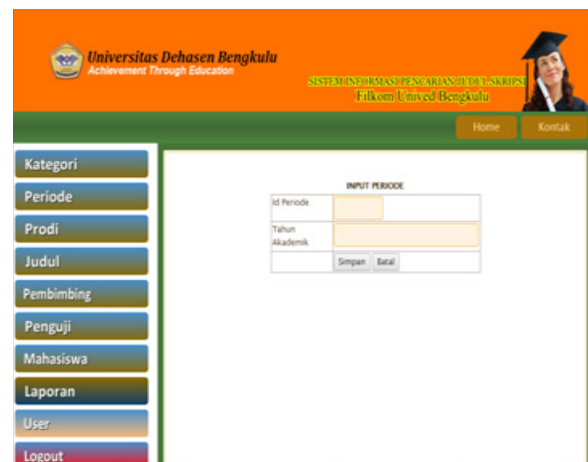 Universitas Dehasen Bengkulu
Achievement Through Education
SISTEM INFORMASI PENCARIAN JUDUL SKRIPSI
Filkom Unived Bengkulu
Home Kontak
Kategori
Periode
Prodi
Judul
Pembimbing
Penguji
Mahasiswa
Laporan
User
Logout
INPUT PERIODE
Id Periode
Tahun
Akademik
Simpan Batal